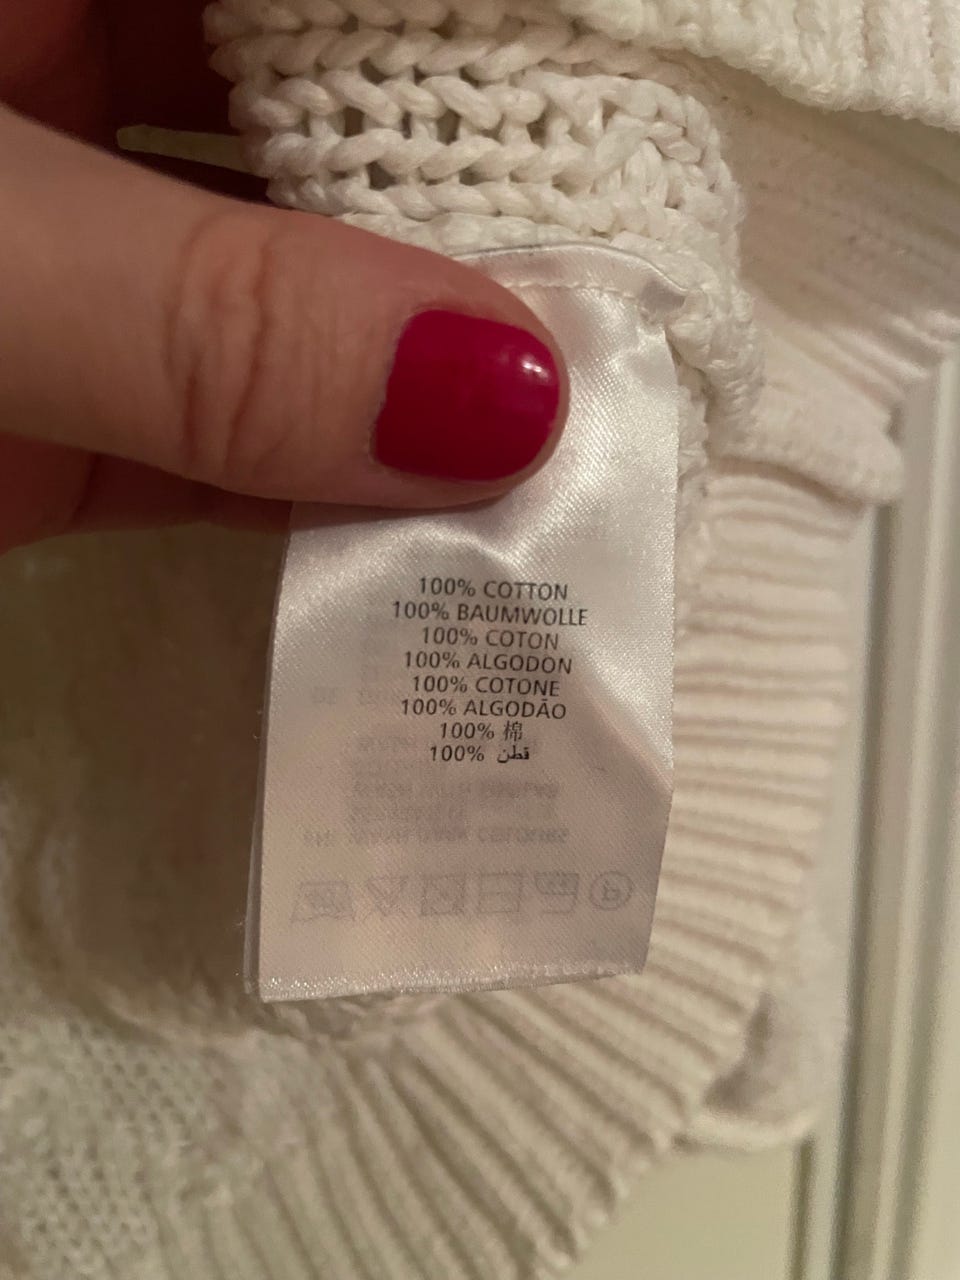 100% COTTON
100% BAUMWOLLE
100% COTON
100% ALGODON
100% COTONE
100% ALGODÃO
100% 棉
100% قطن